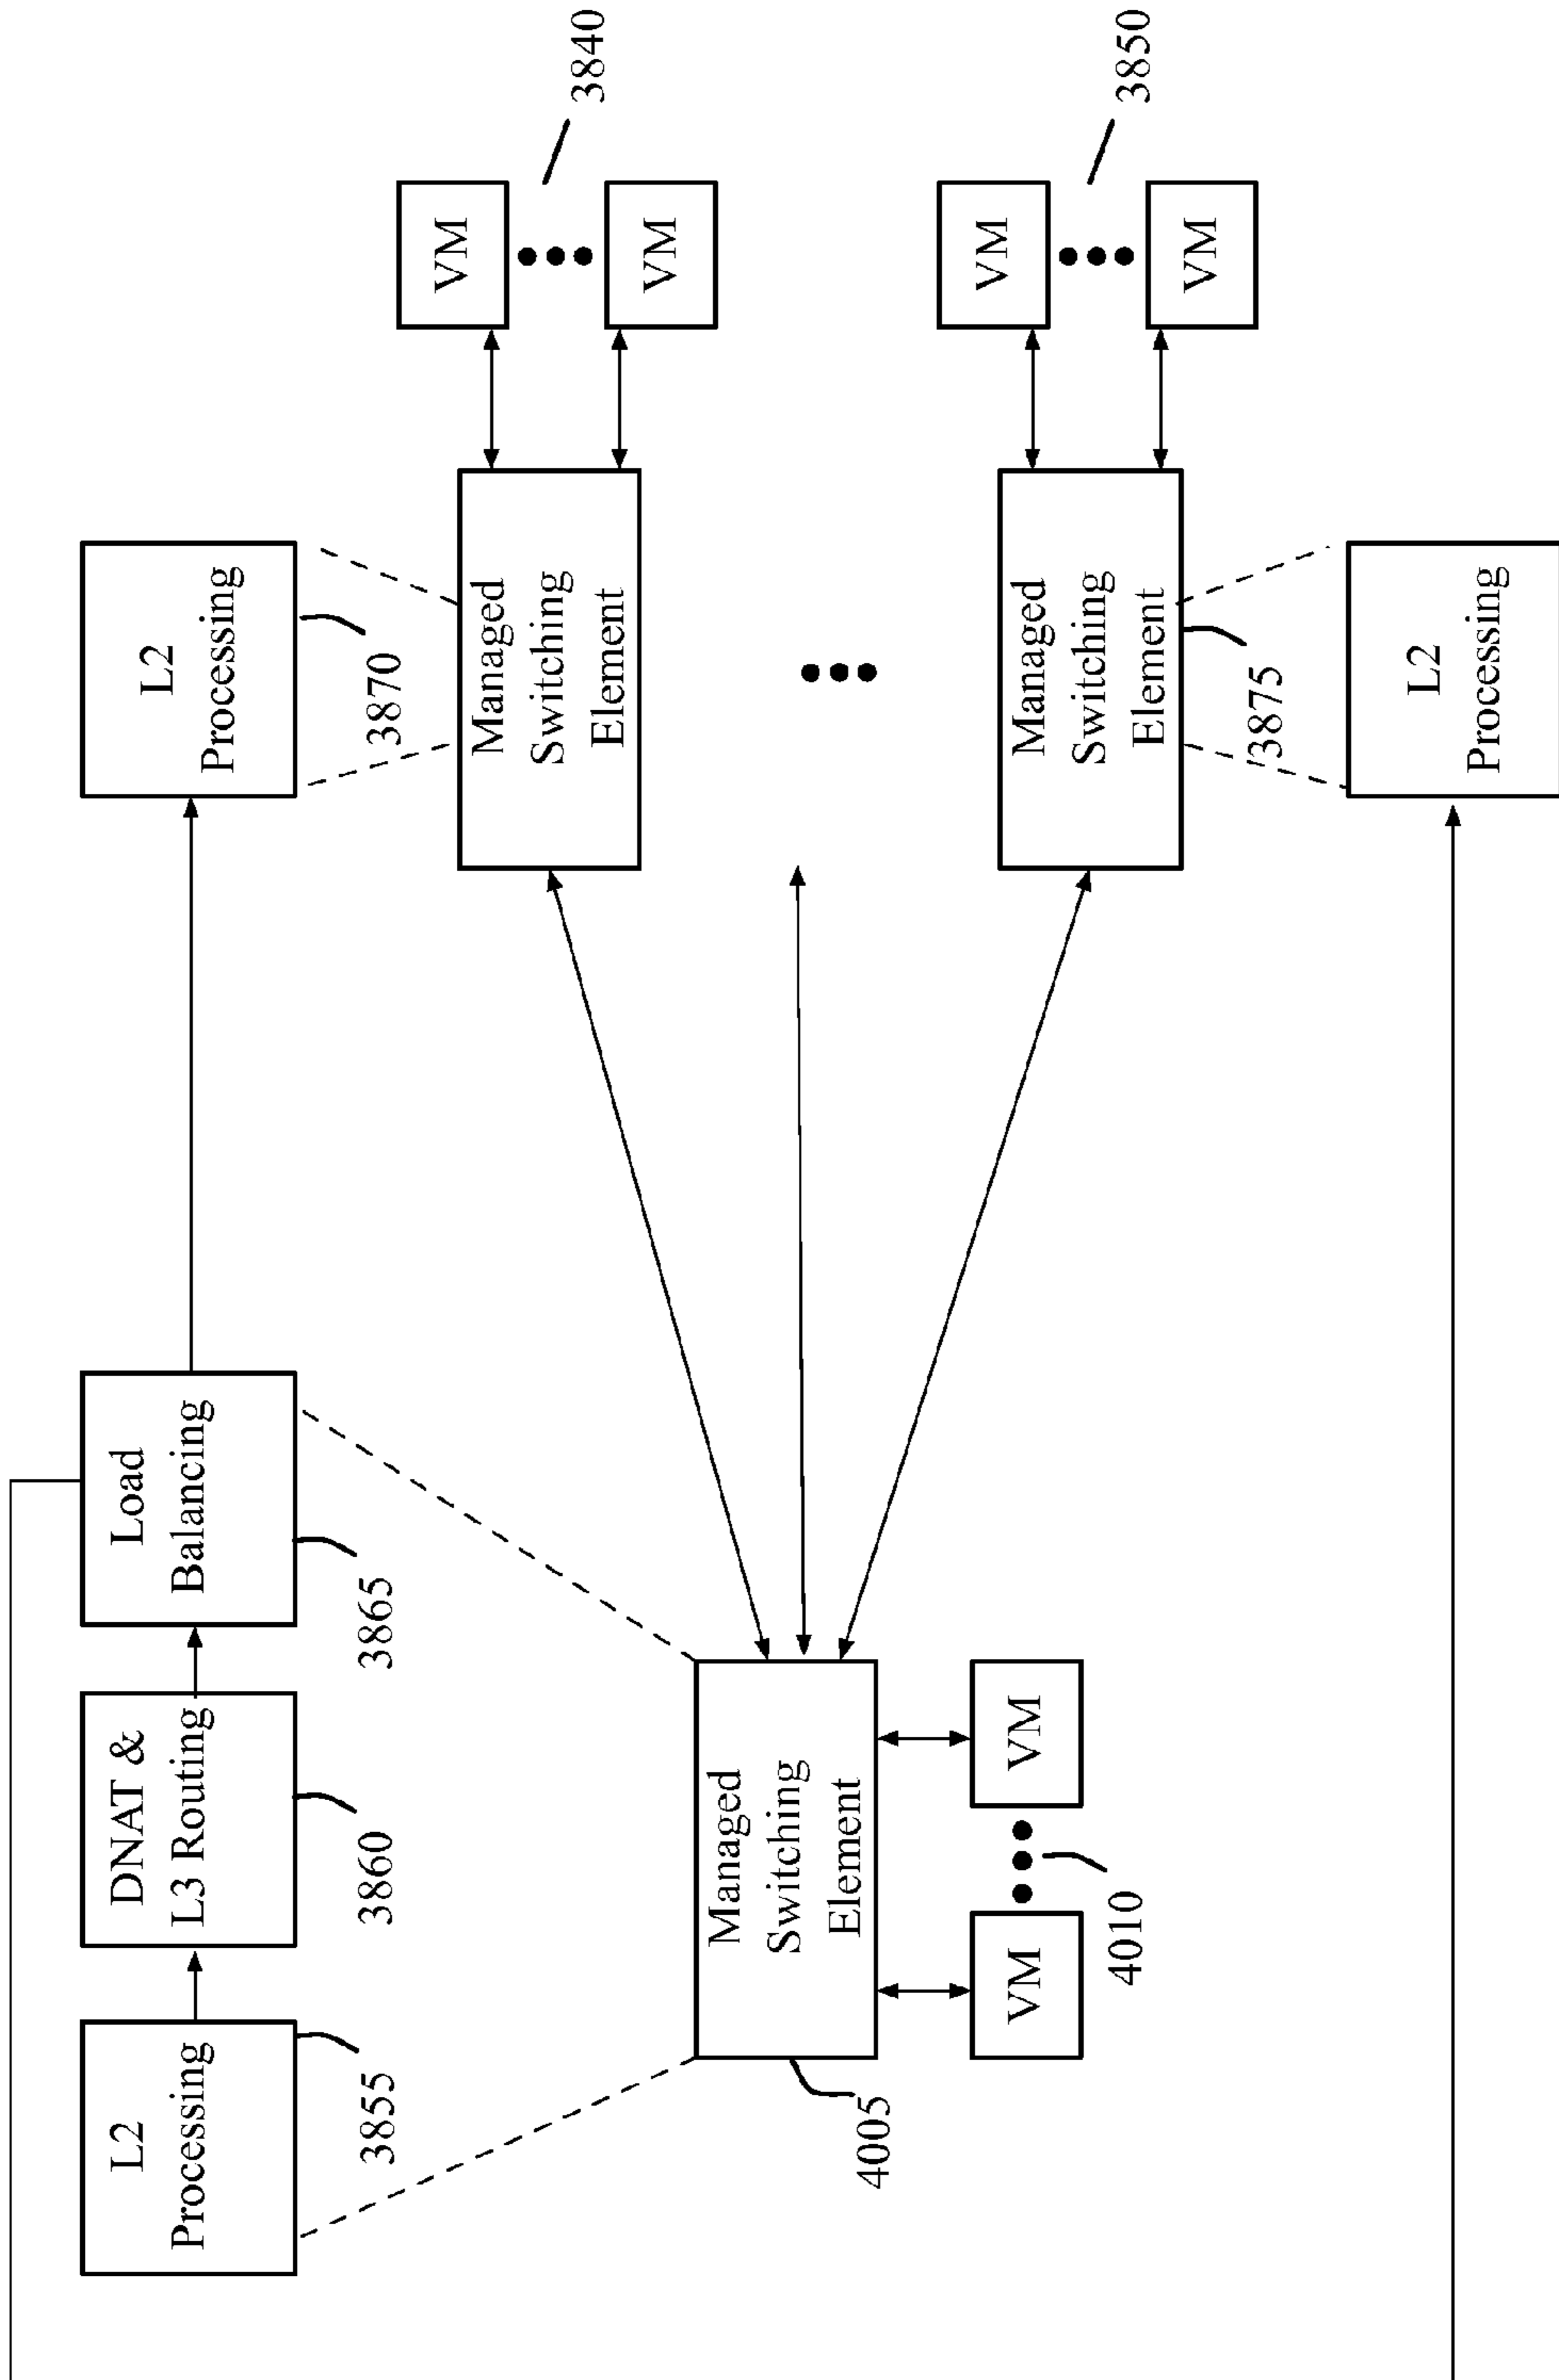 L2
Processing
3855
DNAT &
L3 Routing
3860
Load
Balancing
3865
L2
Processing
3870
Managed
Switching
Element
VM
VM
3840
Managed
Switching
Element
4005
VM
VM
4010
Managed
Switching
Element
3875
VM
VM
3850
L2
Processing